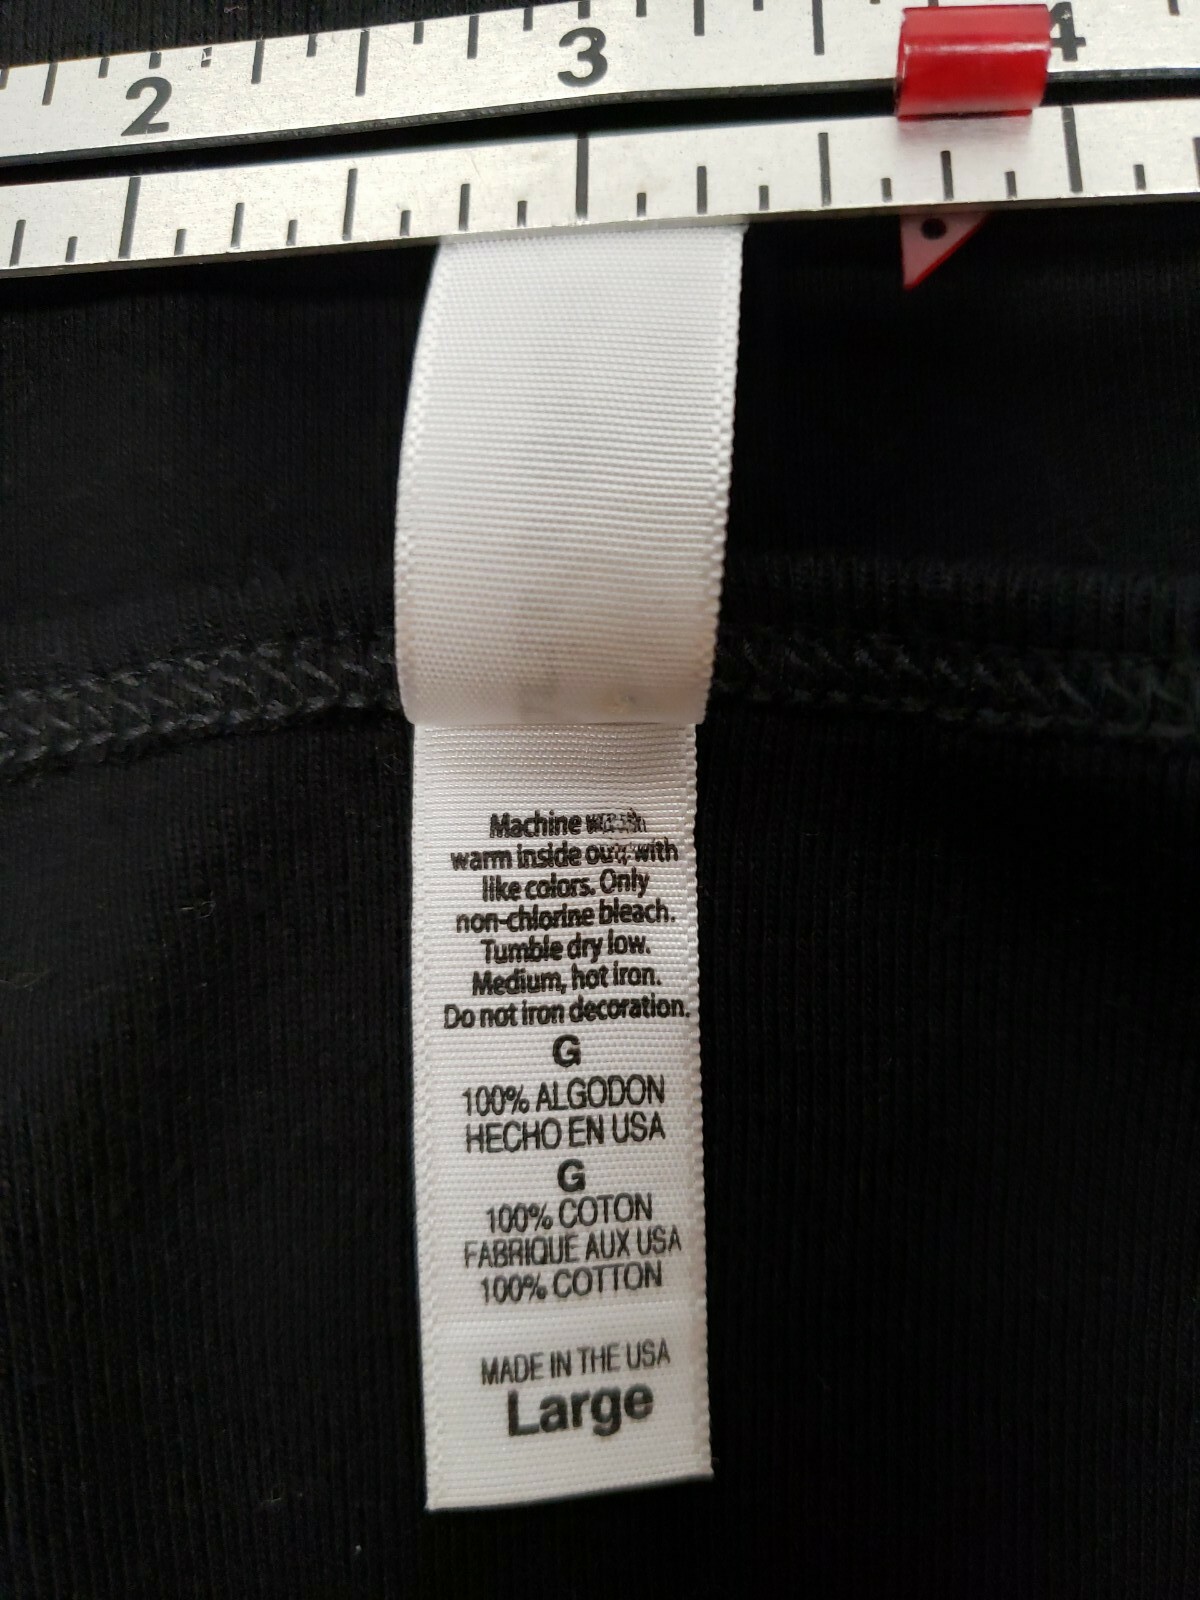 2 3 4
Machine wash
warm inside out, with
like colors. Only
non-chlorine bleach.
Tumble dry low.
Medium, hot iron.
Do not iron decoration.
G
100% ALGODON
HECHO EN USA
G
100% COTON
FABRIQUE AUX USA
100% COTTON
MADE IN THE USA
Large